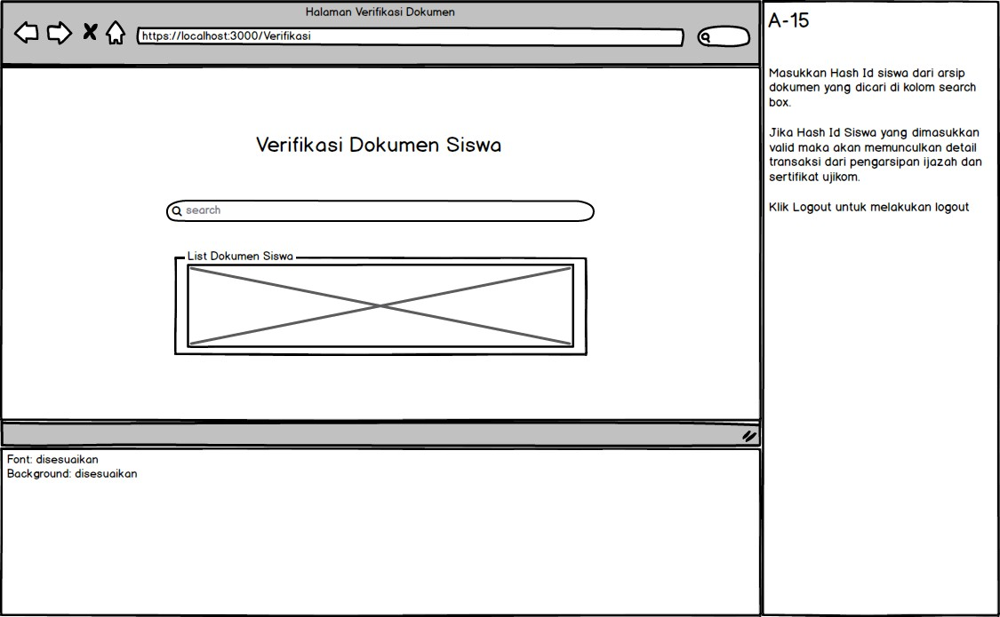 Halaman Verifikasi Dokumen
https://localhost:3000/Verifikasi
Verifikasi Dokumen Siswa
search
List Dokumen Siswa
Font: disesuaikan
Background: disesuaikan
A-15
Masukkan Hash Id siswa dari arsip
dokumen yang dicari di kolom search
box.
Jika Hash Id Siswa yang dimasukkan
valid maka akan memunculkan detail
transaksi dari pengarsipan ijazah dan
sertifikat ujikom.
Klik Logout untuk melakukan logout